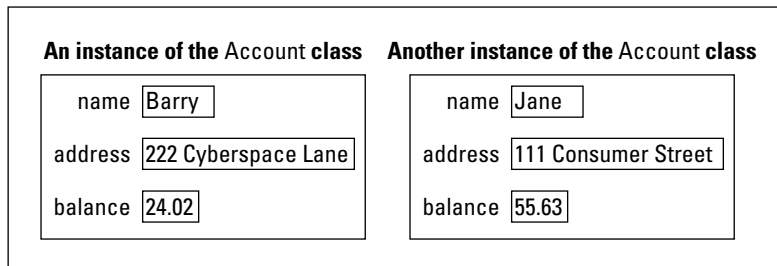 An instance of the Account class
name Barry
address 222 Cyberspace Lane
balance 24.02
Another instance of the Account class
name Jane
address 111 Consumer Street
balance 55.63